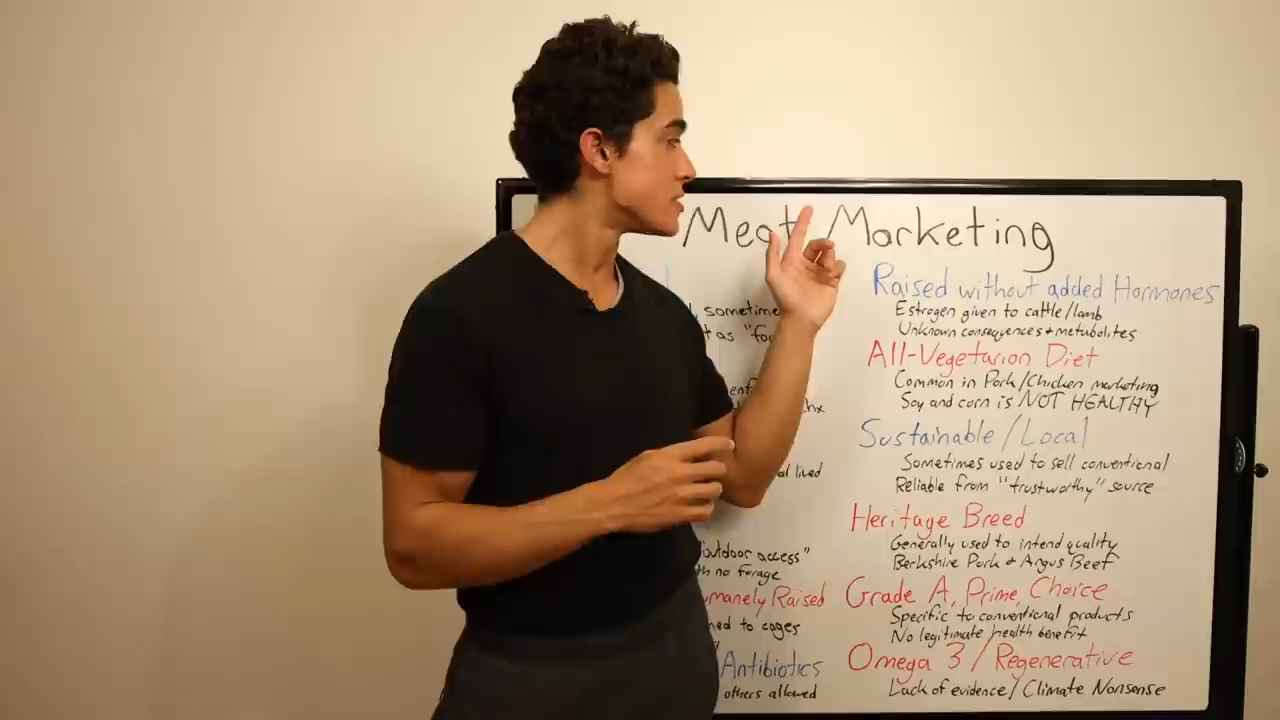 Meat Marketing
sometime
t as "fo
al lived
outdoor access"
th no forage
umanely Raised
ned to cages
Antibiotics
others allowed
Raised without added Hormones
Estrogen given to cattle/lamb
Unknown consequences + metabolites
All-Vegetarian Diet
Common in Pork/Chicken marketing
Soy and corn is NOT HEALTHY
Sustainable/Local
Sometimes used to sell conventional
Reliable from "trustworthy" source
Heritage Breed
Generally used to intend quality
Berkshire Pork + Angus Beef
Grade A, Prime, Choice
Specific to conventional products
No legitimate health benefit
Omega 3/Regenerative
Lack of evidence/Climate Nonsense